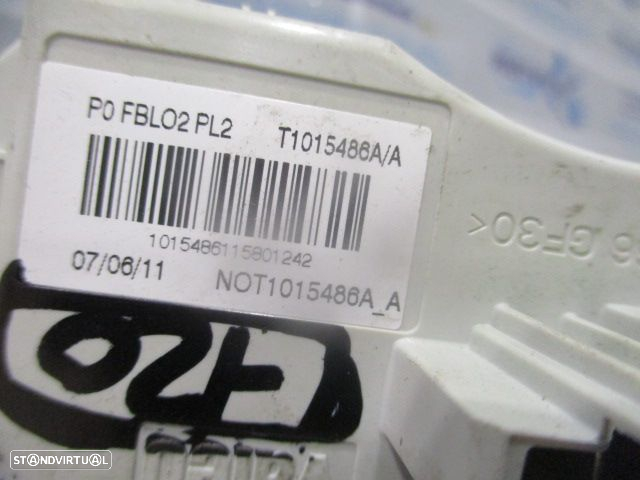 P0 FBLO2 PL2 T1015486A/A
1015486115801242
07/06/11 NOT1015486A_A
GF30<
STANDVIRTUAL